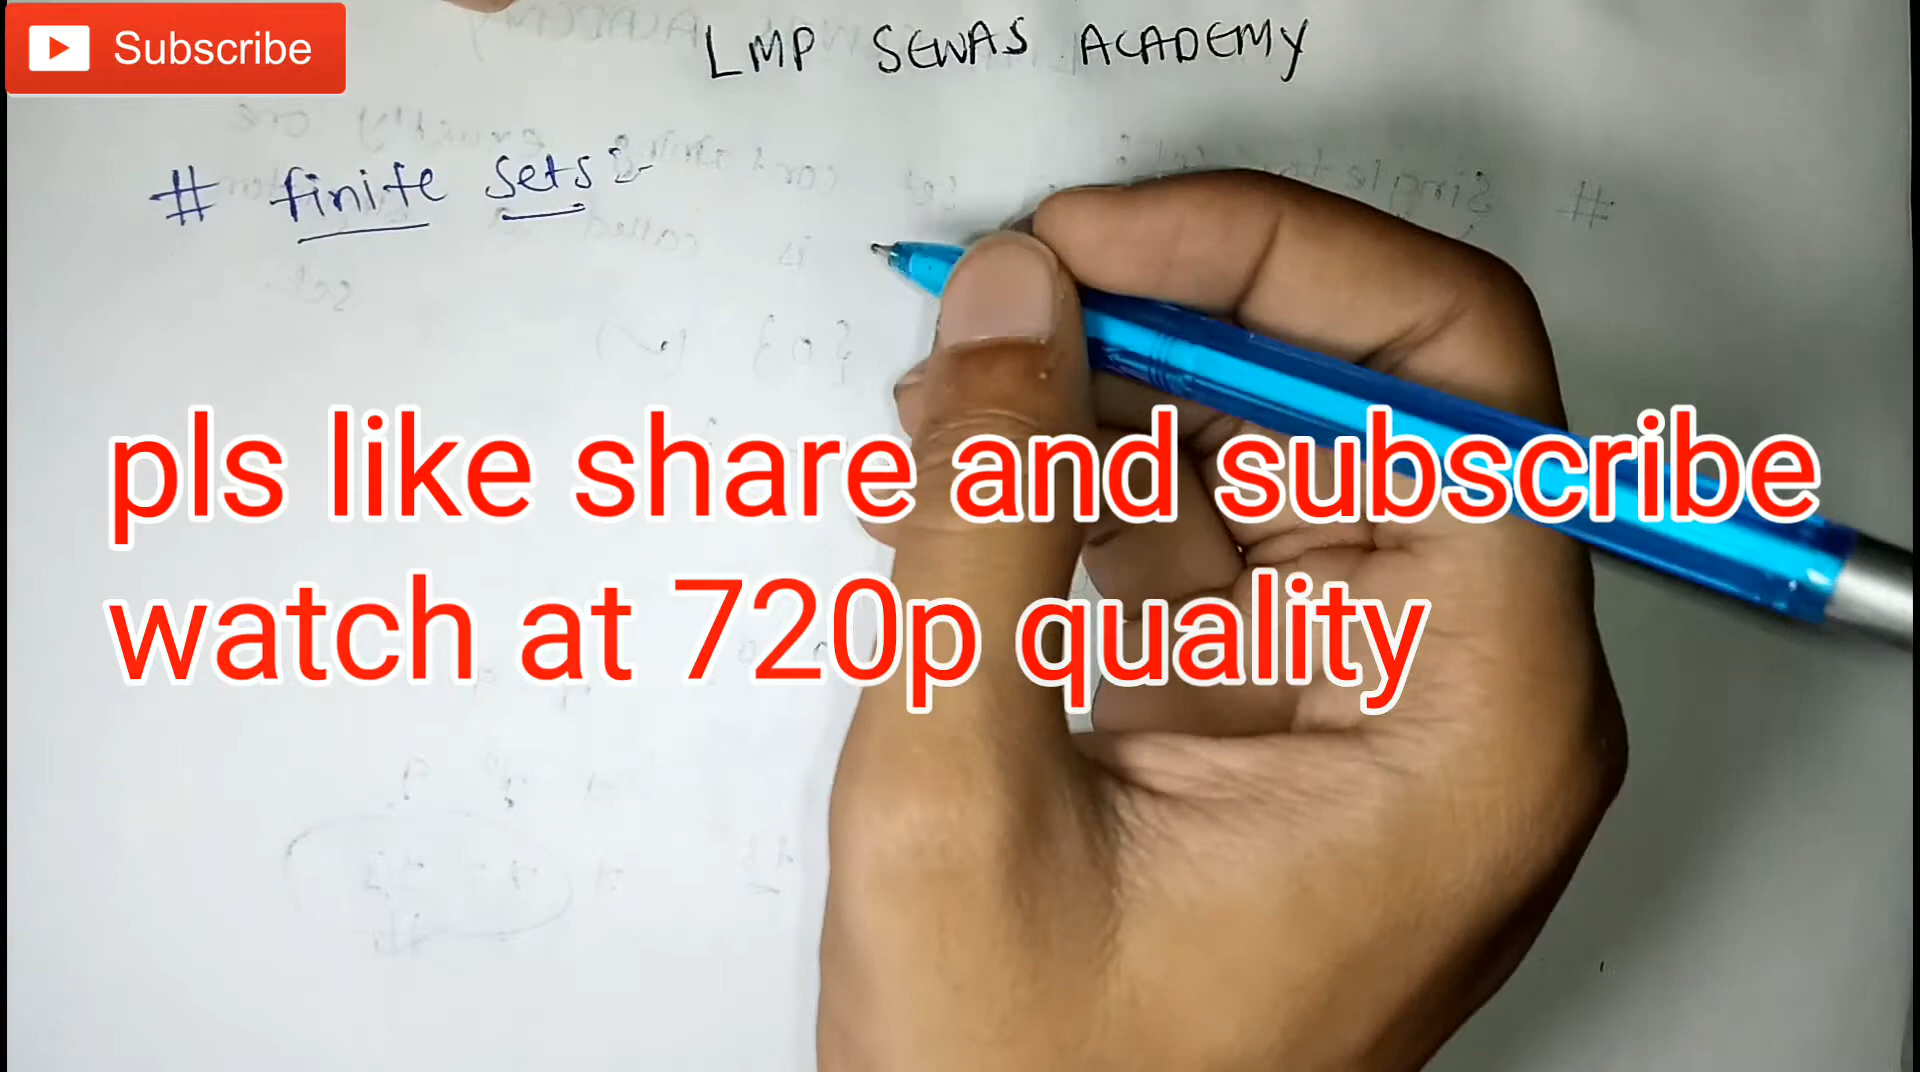 Subscribe
LMP SEWAS ACADEMY
# finite sets:-
pls like share and subscribe
watch at 720p quality